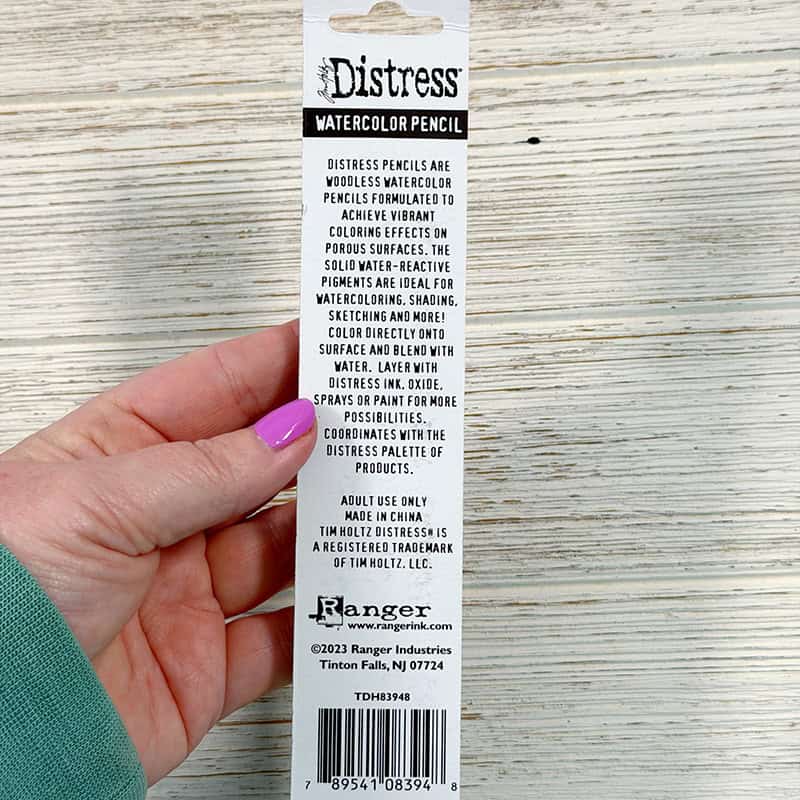 Tim Holtz Distress
WATERCOLOR PENCIL
DISTRESS PENCILS ARE
WOODLESS WATERCOLOR
PENCILS FORMULATED TO
ACHIEVE VIBRANT
COLORING EFFECTS ON
POROUS SURFACES. THE
SOLID WATER-REACTIVE
PIGMENTS ARE IDEAL FOR
WATERCOLORING, SHADING,
SKETCHING AND MORE!
COLOR DIRECTLY ONTO
SURFACE AND BLEND WITH
WATER. LAYER WITH
DISTRESS INK, OXIDE,
SPRAYS OR PAINT FOR MORE
POSSIBILITIES.
COORDINATES WITH THE
DISTRESS PALETTE OF
PRODUCTS.
ADULT USE ONLY
MADE IN CHINA
TIM HOLTZ DISTRESS® IS
A REGISTERED TRADEMARK
OF TIM HOLTZ, LLC.
Ranger
www.rangerink.com
©2023 Ranger Industries
Tinton Falls, NJ 07724
TDH83948
7 89541 08394 8